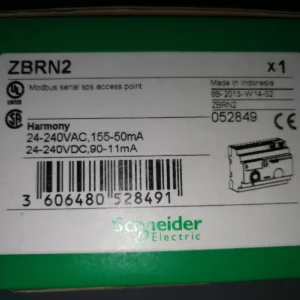 ZBRN2
x1
Modbus serial sps access point
Made in Indonesia
8B-2013-W14-02
ZBRN2
052849
Harmony
24-240VAC,155-50mA
24-240VDC,90-11mA
3 606480 528491
Schneider
Electric